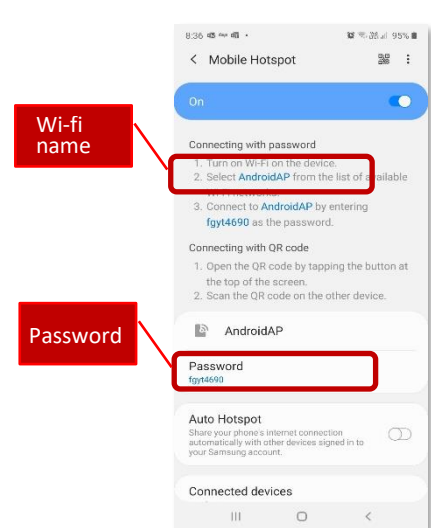 8:36
95%
Mobile Hotspot
On
Wi-fi
name
Connecting with password
1. Turn on Wi-Fi on the device.
2. Select AndroidAP from the list of available
3. Connect to AndroidAP by entering
fgyt4690 as the password.
Connecting with QR code
1. Open the QR code by tapping the button at
the top of the screen.
2. Scan the QR code on the other device.
AndroidAP
Password
Password
fgyt4690
Auto Hotspot
Share your phone's internet connection
automatically with other devices signed in to
your Samsung account.
Connected devices